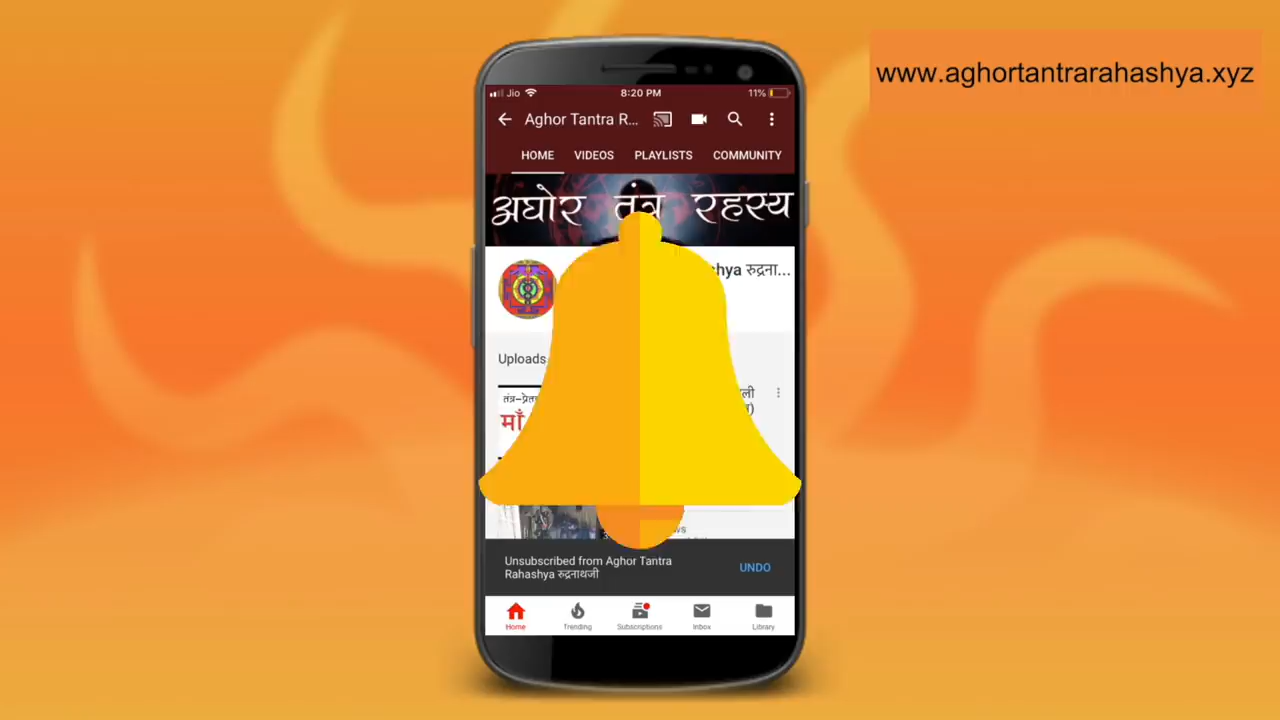 www.aghortantrarahashya.xyz
Jio 8:20 PM 11%
Aghor Tantra R...
HOME VIDEOS PLAYLISTS COMMUNITY
अघोर तंत्र रहस्य
रुद्रना...
Uploads
माँ
Unsubscribed from Aghor Tantra
Rahashya रुद्रनाथजी
UNDO
Home Trending Subscriptions Inbox Library